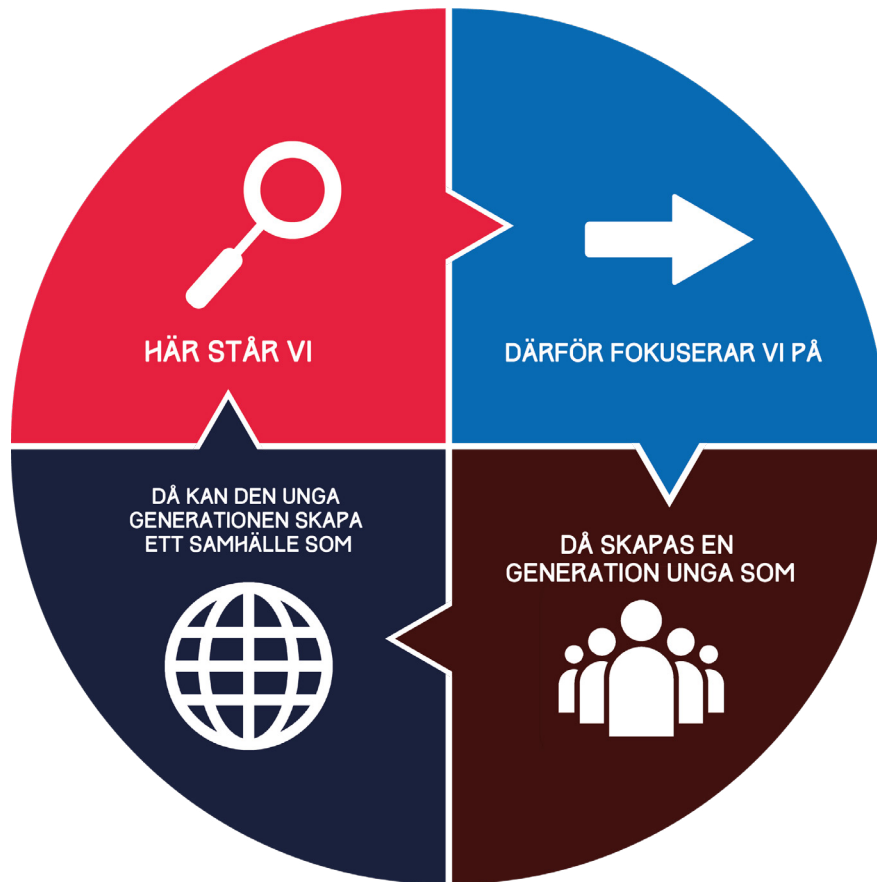 HÄR STÅR VI
DÄRFÖR FOKUSERAR VI PÅ
DÅ KAN DEN UNGA
GENERATIONEN SKAPA
ETT SAMHÄLLE SOM
DÅ SKAPAS EN
GENERATION UNGA SOM